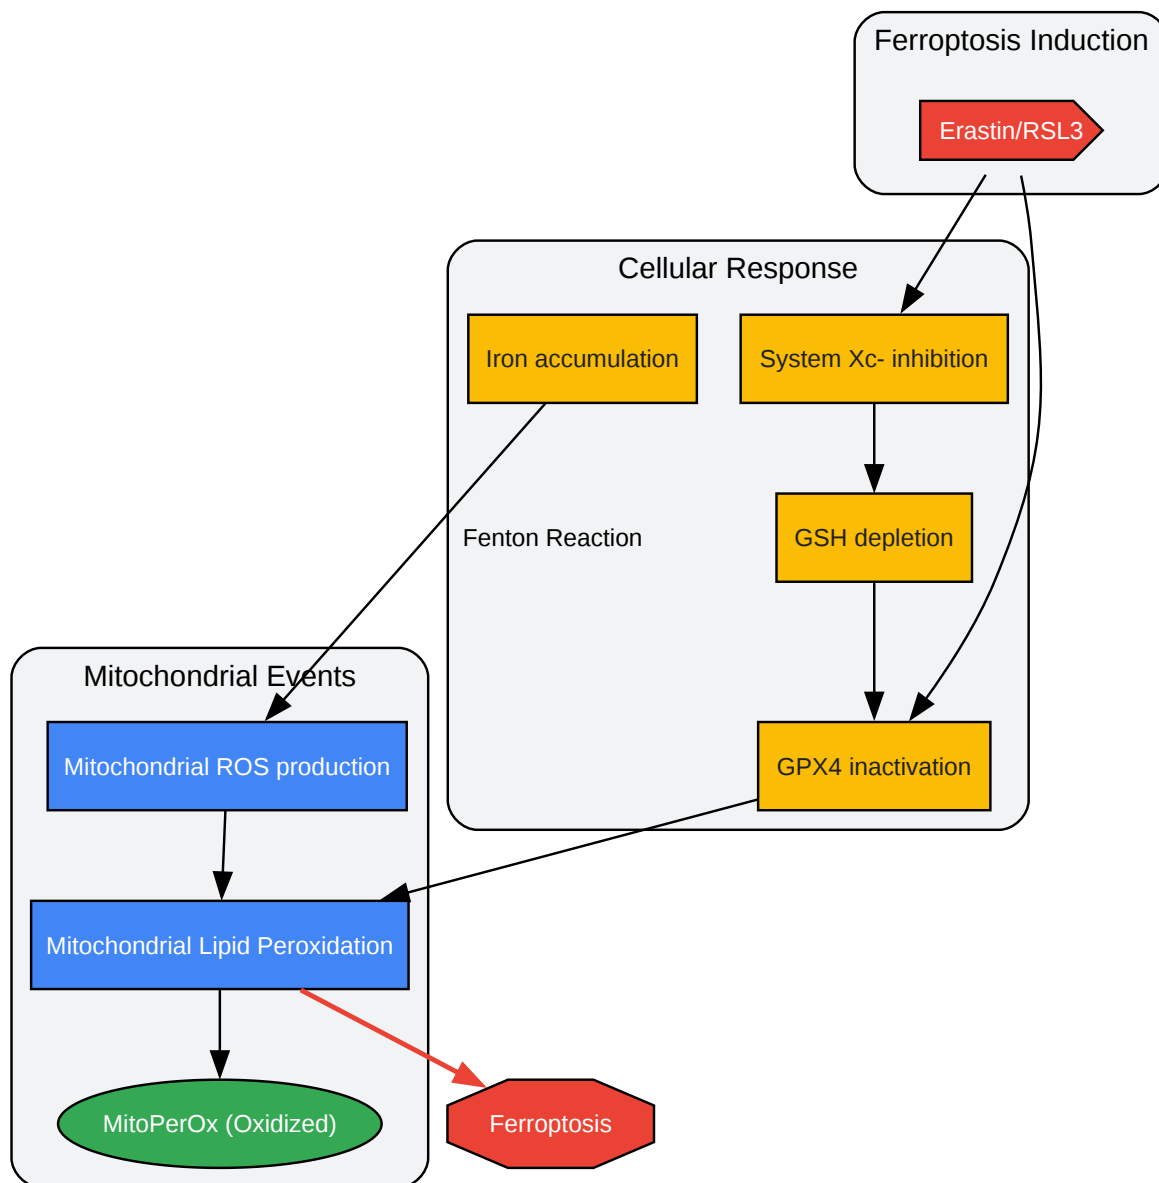 Ferroptosis Induction
Erastin/RSL3
Cellular Response
Iron accumulation
System Xc- inhibition
Fenton Reaction
GSH depletion
Mitochondrial Events
Mitochondrial ROS production
GPX4 inactivation
Mitochondrial Lipid Peroxidation
MitoPerOx (Oxidized)
Ferroptosis